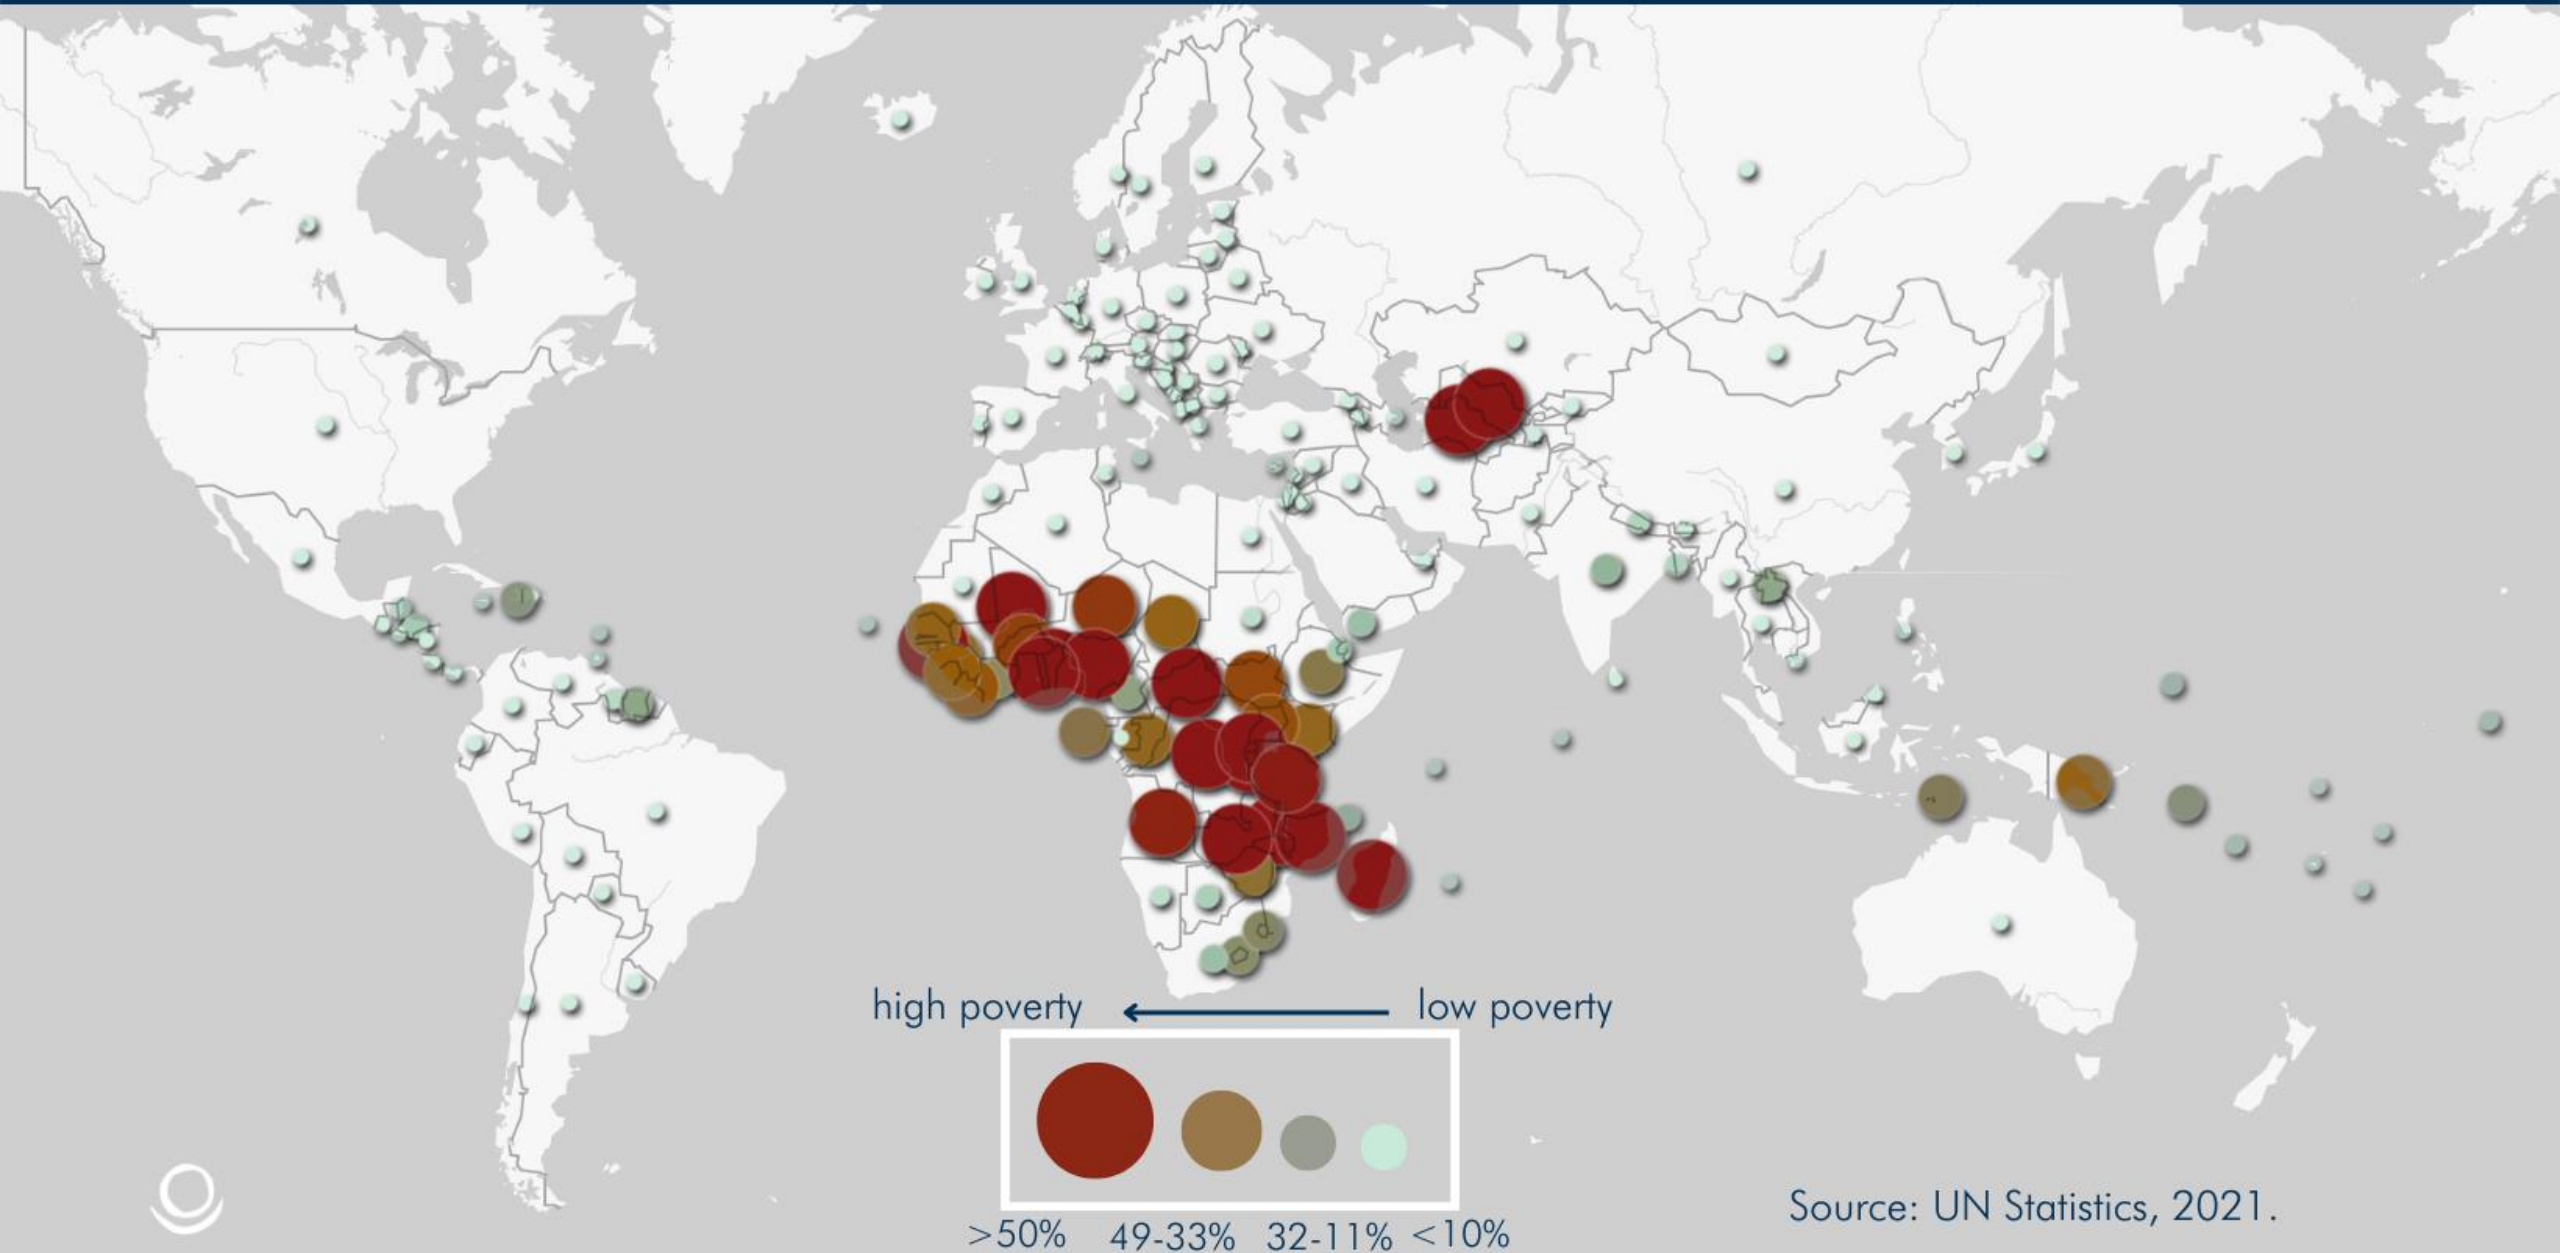 high poverty
low poverty
>50%
49-33%
32-11%
<10%
Source: UN Statistics, 2021.